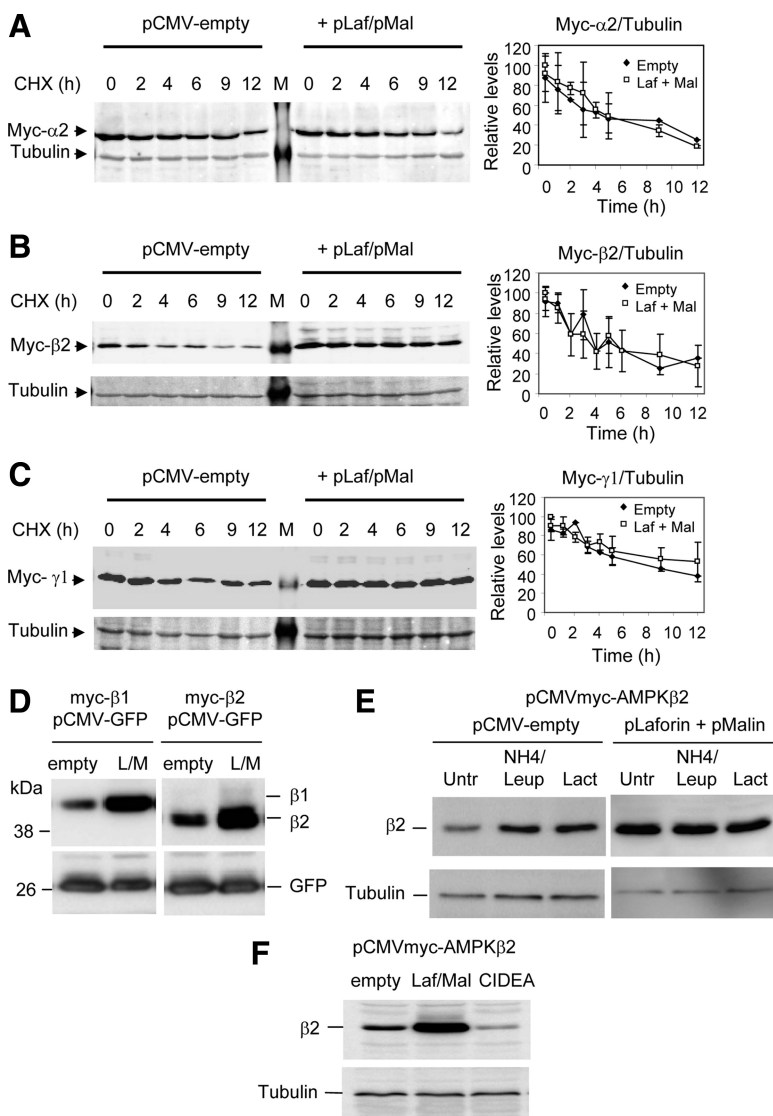 A
pCMV-empty + pLaf/pMal
CHX (h) 0 2 4 6 9 12 M 0 2 4 6 9 12
Myc-α2
Tubulin
Myc-α2/Tubulin
Relative levels
120
100
80
60
40
20
0
Empty
Laf + Mal
0 2 4 6 8 10 12
Time (h)
B
pCMV-empty + pLaf/pMal
CHX (h) 0 2 4 6 9 12 M 0 2 4 6 9 12
Myc-β2
Tubulin
Myc-β2/Tubulin
Relative levels
120
100
80
60
40
20
0
Empty
Laf + Mal
0 2 4 6 8 10 12
Time (h)
C
pCMV-empty + pLaf/pMal
CHX (h) 0 2 4 6 9 12 M 0 2 4 6 9 12
Myc- γ1
Tubulin
Myc-γ1/Tubulin
Relative levels
120
100
80
60
40
20
0
Empty
Laf + Mal
0 2 4 6 8 10 12
Time (h)
D
myc-β1 myc-β2
pCMV-GFP pCMV-GFP
empty L/M empty L/M
kDa
38
26
β1
β2
GFP
E
pCMVmyc-AMPKβ2
pCMV-empty pLaforin + pMalin
NH4/ NH4/
Untr Leup Lact Untr Leup Lact
β2
Tubulin
F
pCMVmyc-AMPKβ2
empty Laf/Mal CIDEA
β2
Tubulin